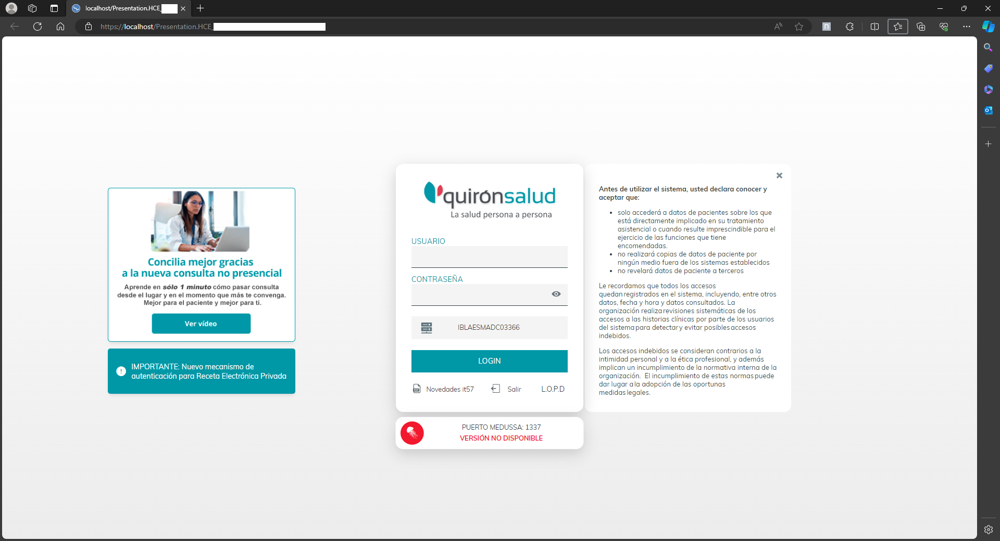 localhost/Presentation.HCE_
https://localhost/Presentation.HCE_
Concilia mejor gracias
a la nueva consulta no presencial
Aprende en sólo 1 minuto cómo pasar consulta
desde el lugar y en el momento que más te convenga.
Mejor para el paciente y mejor para ti.
Ver vídeo
IMPORTANTE: Nuevo mecanismo de
autenticación para Receta Electrónica Privada
quirónsalud
La salud persona a persona
USUARIO
CONTRASEÑA
IBLAESMADC03366
LOGIN
Novedades it57
Salir
L.O.P.D
PUERTO MEDUSSA: 1337
VERSIÓN NO DISPONIBLE
Antes de utilizar el sistema, usted declara conocer y
aceptar que:
solo accederá a datos de pacientes sobre los que
está directamente implicado en su tratamiento
asistencial o cuando resulte imprescindible para el
ejercicio de las funciones que tiene
encomendadas.
no realizará copias de datos de paciente por
ningún medio fuera de los sistemas establecidos
no revelará datos de paciente a terceros
Le recordamos que todos los accesos
quedan registrados en el sistema, incluyendo, entre otros
datos, fecha y hora y datos consultados. La
organización realiza revisiones sistemáticas de los
accesos a las historias clínicas por parte de los usuarios
del sistema para detectar y evitar posibles accesos
indebidos.
Los accesos indebidos se consideran contrarios a la
intimidad personal y a la ética profesional, y además
implican un incumplimiento de la normativa interna de la
organización. El incumplimiento de estas normas puede
dar lugar a la adopción de las oportunas
medidas legales.